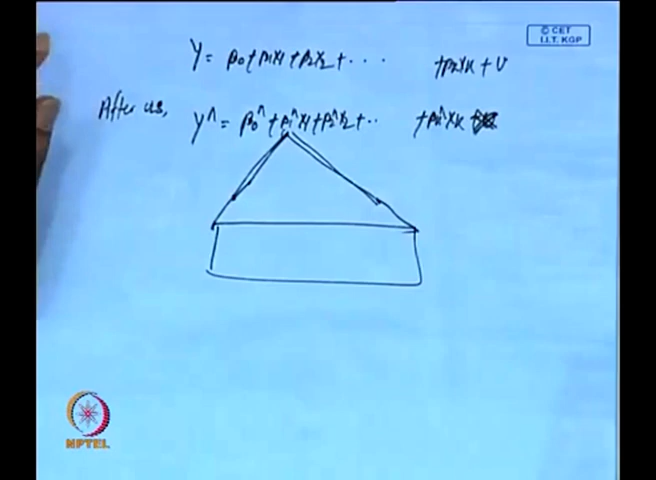 © CET
I.I.T. KGP
Y = β0 + β1X1 + β2X2 + · · · + βkXk + U
After us, Y^ = β0^ + β1^X1 + β2^X2 + · · + βk^Xk
NPTEL